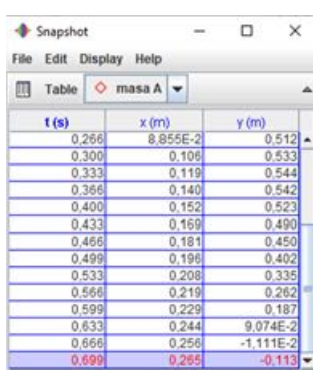 Snapshot
File Edit Display Help
Table masa A
t (s) x (m) y (m)
0,266 8,855E-2 0,512
0,300 0,106 0,533
0,333 0,119 0,544
0,366 0,140 0,542
0,400 0,152 0,523
0,433 0,169 0,490
0,466 0,181 0,450
0,499 0,196 0,402
0,533 0,208 0,335
0,566 0,219 0,262
0,599 0,229 0,187
0,633 0,244 9,074E-2
0,666 0,256 -1,111E-2
0,699 0,265 -0,113